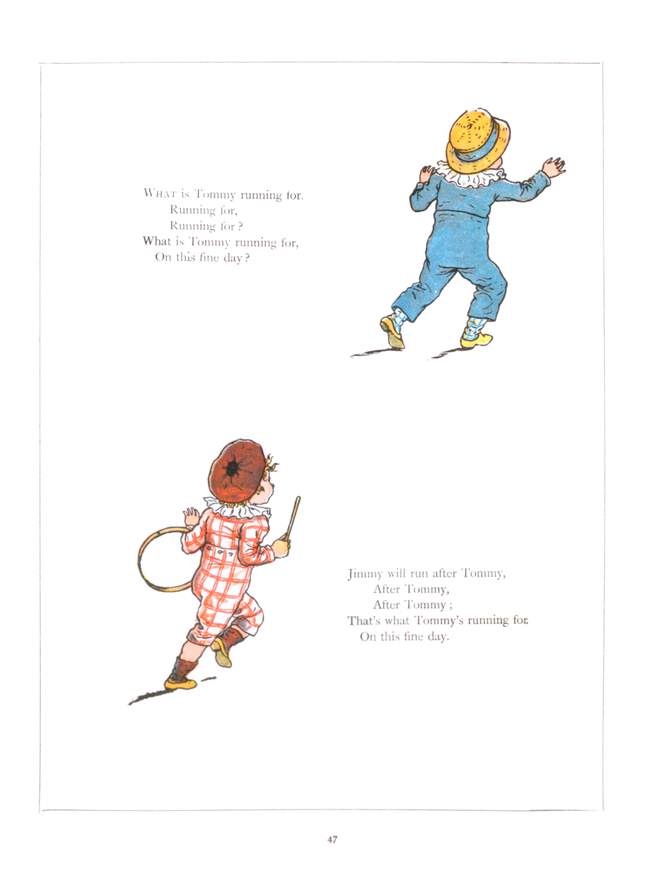 WHAT is Tommy running for.
Running for,
Running for?
What is Tommy running for,
On this fine day?
Jimmy will run after Tommy,
After Tommy,
After Tommy;
That's what Tommy's running for.
On this fine day.
47